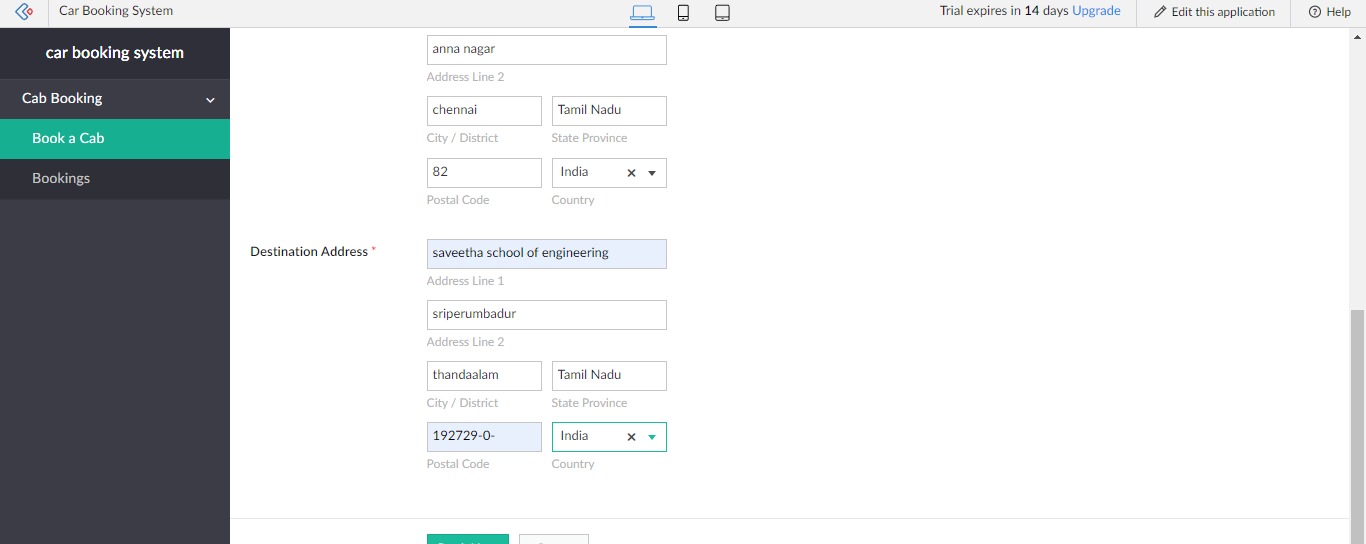 Car Booking System
Trial expires in 14 days Upgrade
Edit this application
Help
car booking system
Cab Booking
Book a Cab
Bookings
anna nagar
Address Line 2
chennai Tamil Nadu
City / District State Province
82 India
Postal Code Country
Destination Address *
saveetha school of engineering
Address Line 1
sriperumbadur
Address Line 2
thandaalam Tamil Nadu
City / District State Province
192729-0- India
Postal Code Country